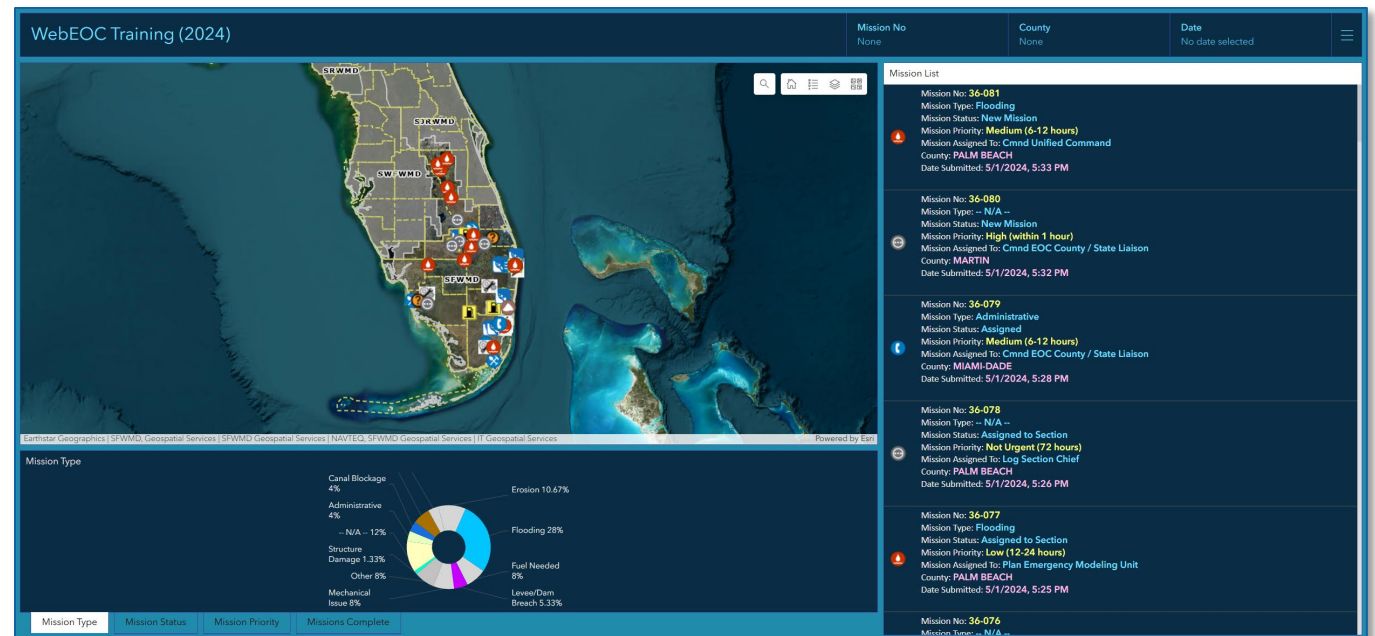 WebEOC Training (2024)
Mission No
None
County
None
Date
No date selected
SRWMD
SJRWMD
SWFWMD
SFWMD
Earthstar Geographics | SFWMD, Geospatial Services | SFWMD Geospatial Services | NAVTEQ, SFWMD Geospatial Services | IT Geospatial Services
Powered by Esri
Mission Type
Canal Blockage
4%
Administrative
4%
-- N/A -- 12%
Structure
Damage 1.33%
Other 8%
Mechanical
Issue 8%
Erosion 10.67%
Flooding 28%
Fuel Needed
8%
Levee/Dam
Breach 5.33%
Mission Type
Mission Status
Mission Priority
Missions Complete
Mission List
Mission No: 36-081
Mission Type: Flooding
Mission Status: New Mission
Mission Priority: Medium (6-12 hours)
Mission Assigned To: Cmnd Unified Command
County: PALM BEACH
Date Submitted: 5/1/2024, 5:33 PM
Mission No: 36-080
Mission Type: -- N/A --
Mission Status: New Mission
Mission Priority: High (within 1 hour)
Mission Assigned To: Cmnd EOC County / State Liaison
County: MARTIN
Date Submitted: 5/1/2024, 5:32 PM
Mission No: 36-079
Mission Type: Administrative
Mission Status: Assigned
Mission Priority: Medium (6-12 hours)
Mission Assigned To: Cmnd EOC County / State Liaison
County: MIAMI-DADE
Date Submitted: 5/1/2024, 5:28 PM
Mission No: 36-078
Mission Type: -- N/A --
Mission Status: Assigned to Section
Mission Priority: Not Urgent (72 hours)
Mission Assigned To: Log Section Chief
County: PALM BEACH
Date Submitted: 5/1/2024, 5:26 PM
Mission No: 36-077
Mission Type: Flooding
Mission Status: Assigned to Section
Mission Priority: Low (12-24 hours)
Mission Assigned To: Plan Emergency Modeling Unit
County: PALM BEACH
Date Submitted: 5/1/2024, 5:25 PM
Mission No: 36-076
Mission Type: -- N/A --